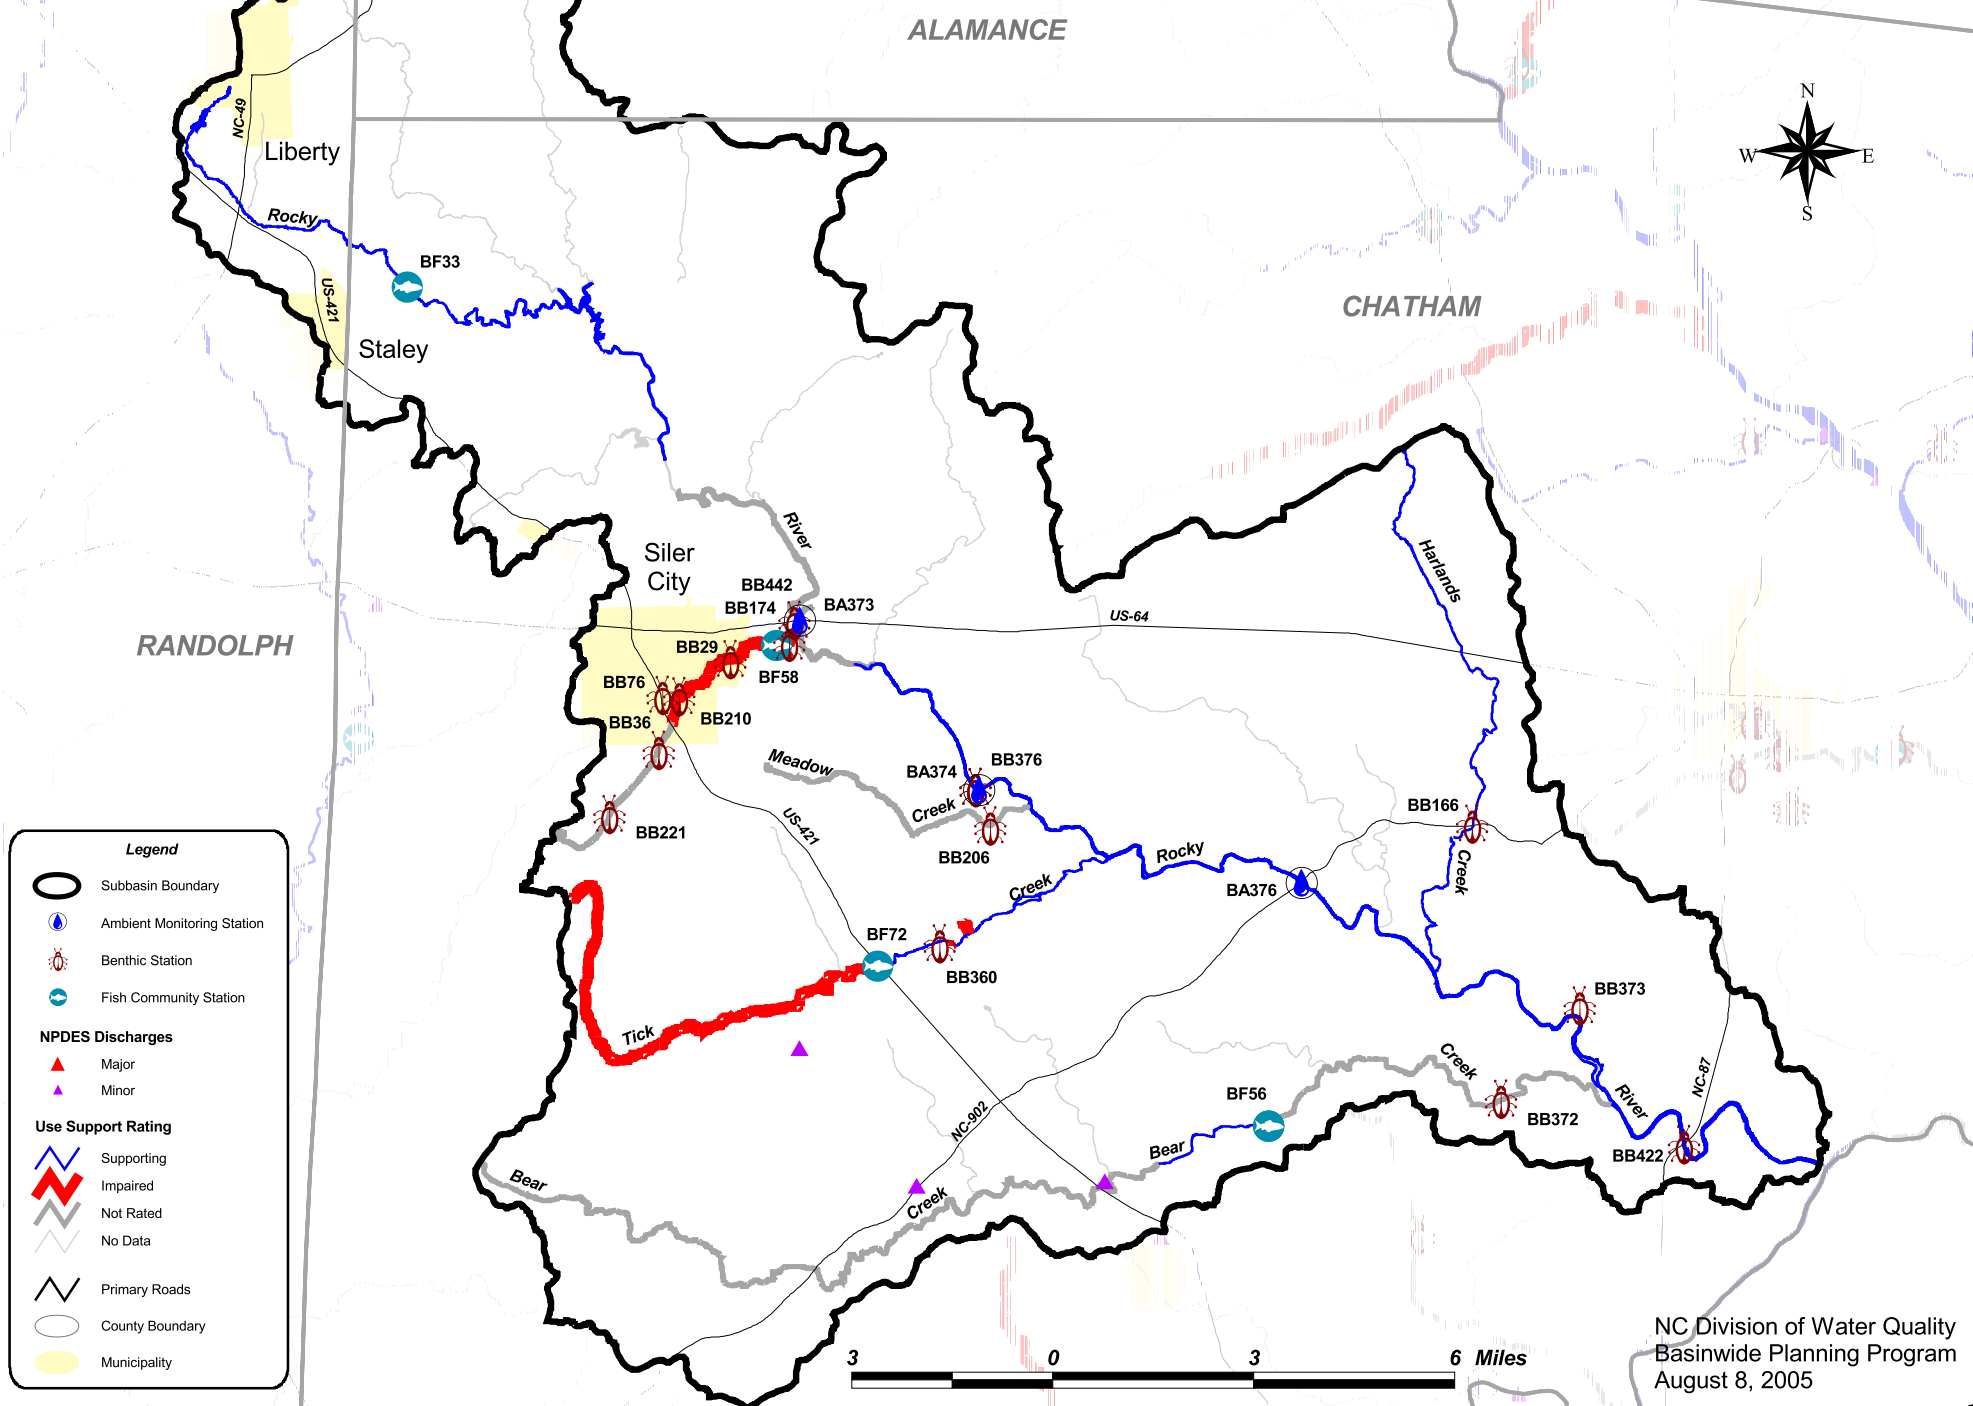 ALAMANCE
N
W
E
S
NC-49
Liberty
Rocky
BF33
US-421
CHATHAM
Staley
River
Harlands
Siler
City
BB442
BB174
BA373
US-64
RANDOLPH
BB29
BF58
BB76
BB36
BB210
Meadow
BA374
BB376
Creek
US-421
BB166
BB221
BB206
Rocky
Creek
Creek
BA376
BF72
BB360
BB373
Tick
Creek
NC-87
BF56
River
NC-902
BB372
Bear
BB422
Bear
Creek
Legend
Subbasin Boundary
Ambient Monitoring Station
Benthic Station
Fish Community Station
NPDES Discharges
Major
Minor
Use Support Rating
Supporting
Impaired
Not Rated
No Data
Primary Roads
County Boundary
Municipality
3 0 3 6 Miles
NC Division of Water Quality
Basinwide Planning Program
August 8, 2005